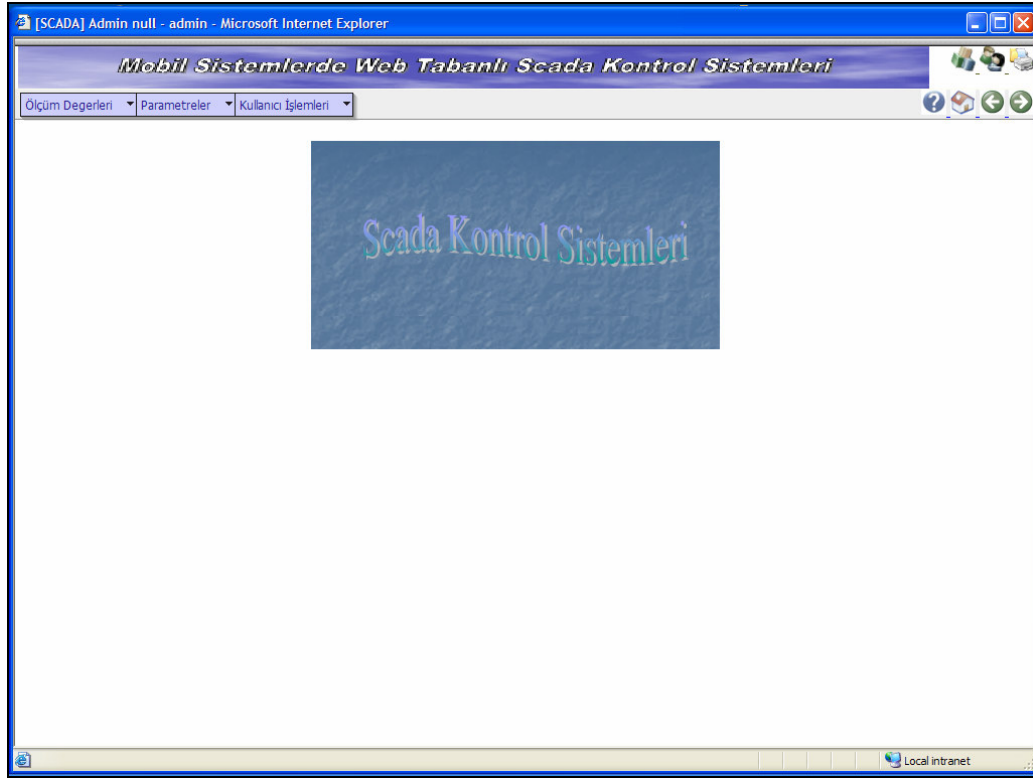 [SCADA] Admin null - admin - Microsoft Internet Explorer
Mobil Sistemlerde Web Tabanlı Scada Kontrol Sistemleri
Ölçüm Degerleri Parametreler Kullanıcı İşlemleri
Scada Kontrol Sistemleri
Local intranet